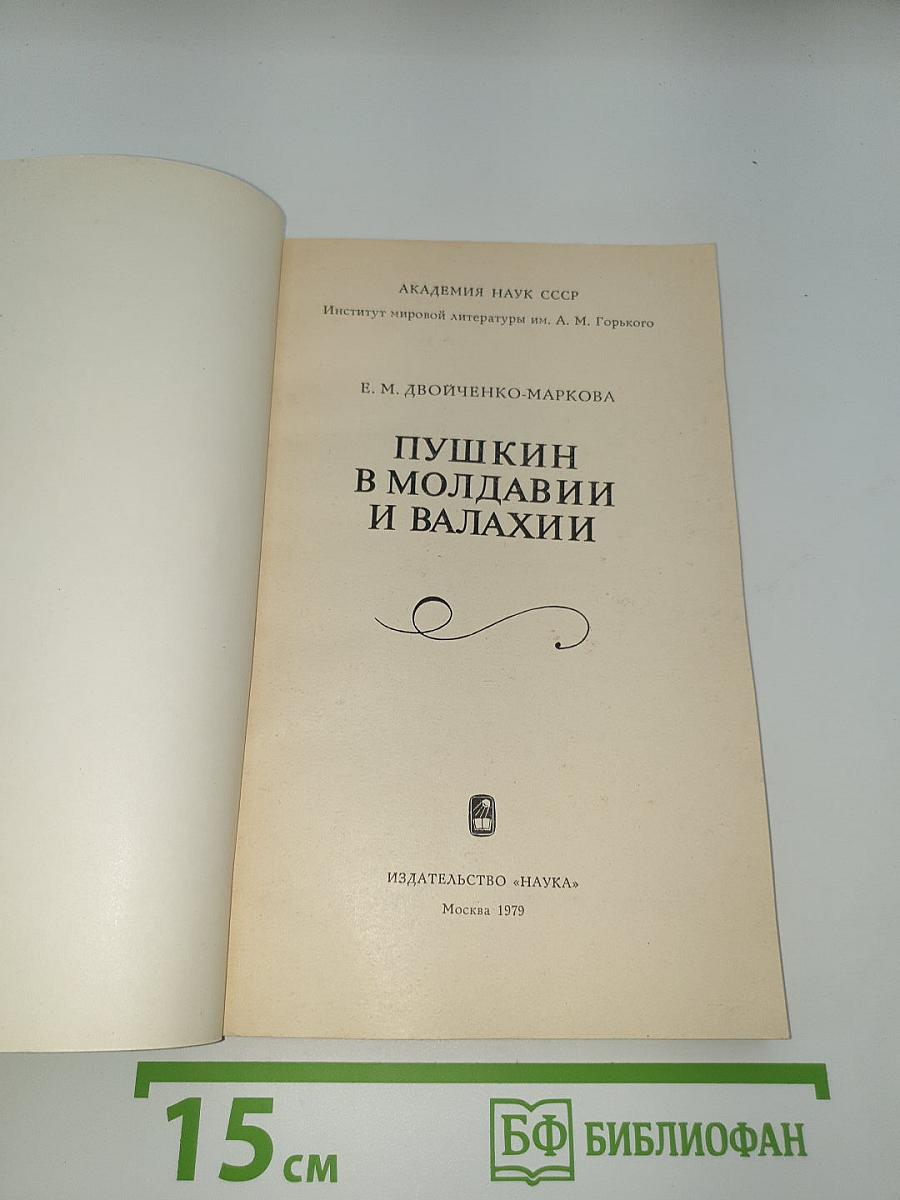 АКАДЕМИЯ НАУК СССР
Институт мировой литературы им. А. М. Горького
Е. М. ДВОЙЧЕНКО-МАРКОВА
ПУШКИН
В МОЛДАВИИ
И ВАЛАХИИ
ИЗДАТЕЛЬСТВО «НАУКА»
Москва 1979
15 см
БФ БИБЛИОФАН